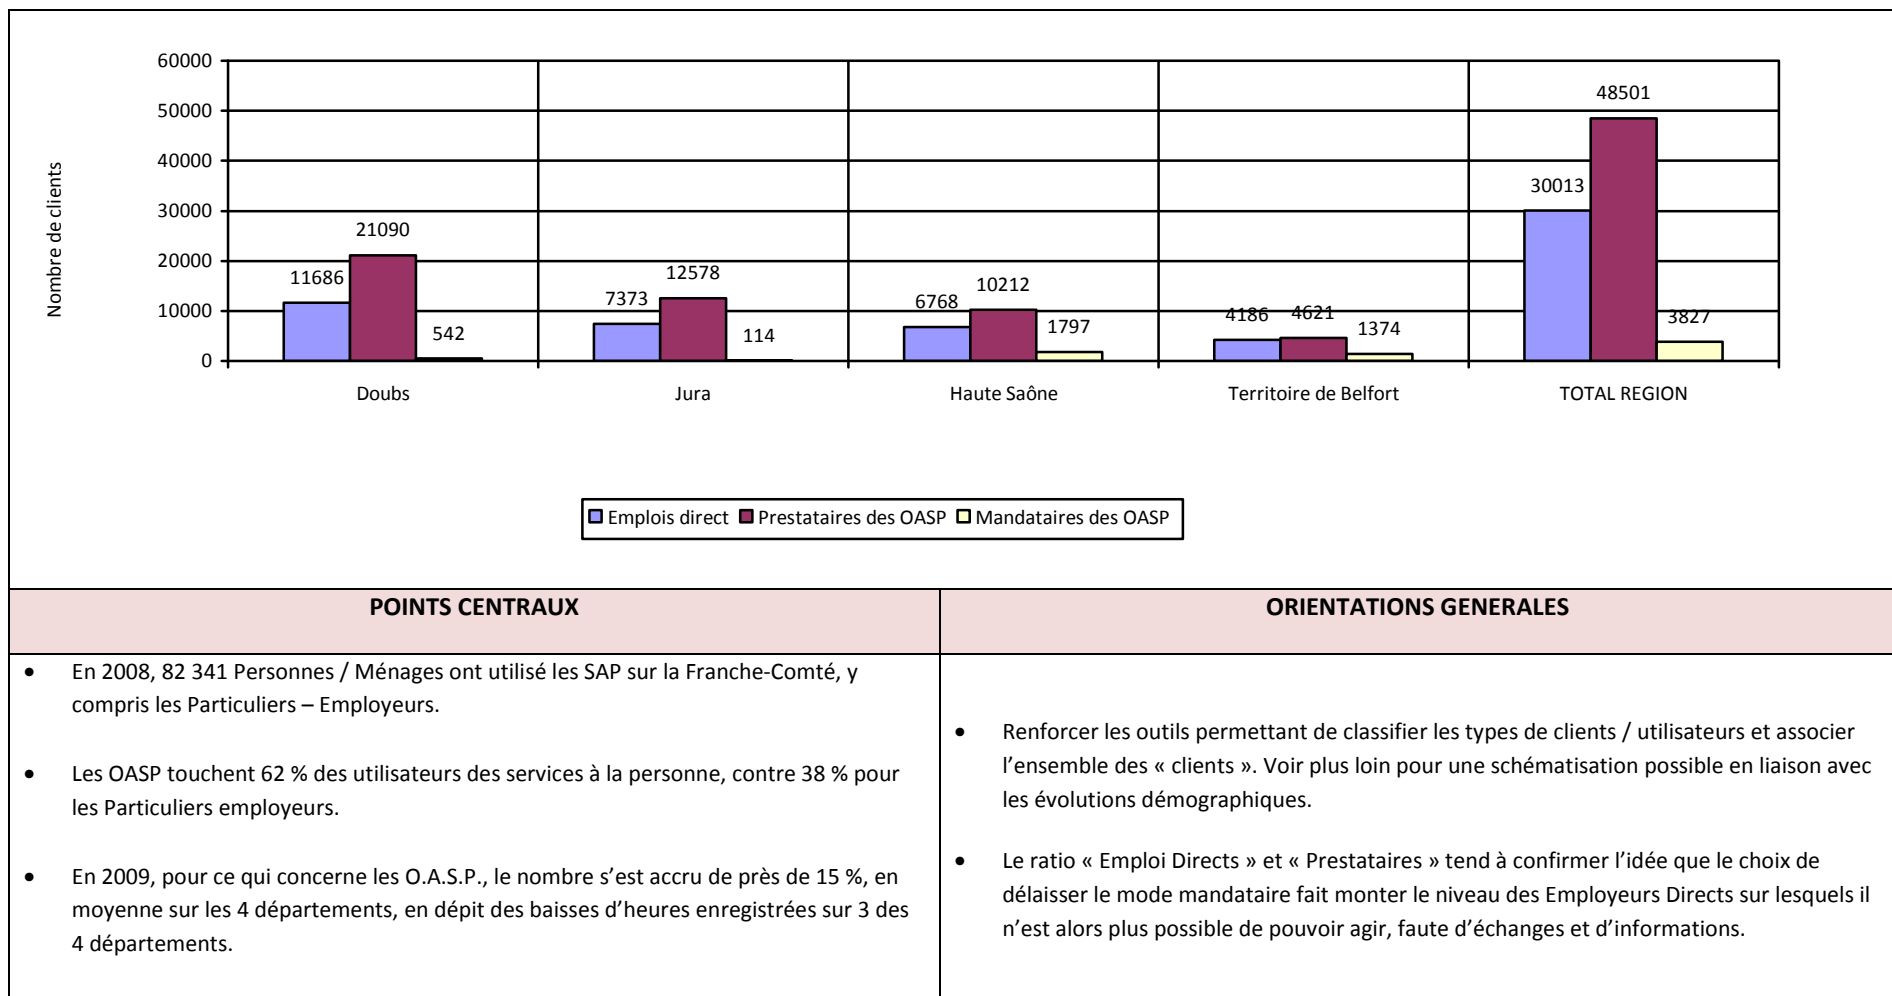 60000
50000
40000
30000
20000
10000
0
Nombre de clients
11686
21090
542
7373
12578
114
6768
10212
1797
4186
4621
1374
30013
48501
3827
Doubs
Jura
Haute Saône
Territoire de Belfort
TOTAL REGION
Emplois direct
Prestataires des OASP
Mandataires des OASP
POINTS CENTRAUX
• En 2008, 82 341 Personnes / Ménages ont utilisé les SAP sur la Franche-Comté, y
compris les Particuliers – Employeurs.
• Les OASP touchent 62 % des utilisateurs des services à la personne, contre 38 % pour
les Particuliers employeurs.
• En 2009, pour ce qui concerne les O.A.S.P., le nombre s’est accru de près de 15 %, en
moyenne sur les 4 départements, en dépit des baisses d’heures enregistrées sur 3 des
4 départements.
ORIENTATIONS GENERALES
• Renforcer les outils permettant de classifier les types de clients / utilisateurs et associer
l’ensemble des « clients ». Voir plus loin pour une schématisation possible en liaison avec
les évolutions démographiques.
• Le ratio « Emploi Directs » et « Prestataires » tend à confirmer l’idée que le choix de
délaisser le mode mandataire fait monter le niveau des Employeurs Directs sur lesquels il
n’est alors plus possible de pouvoir agir, faute d’échanges et d’informations.